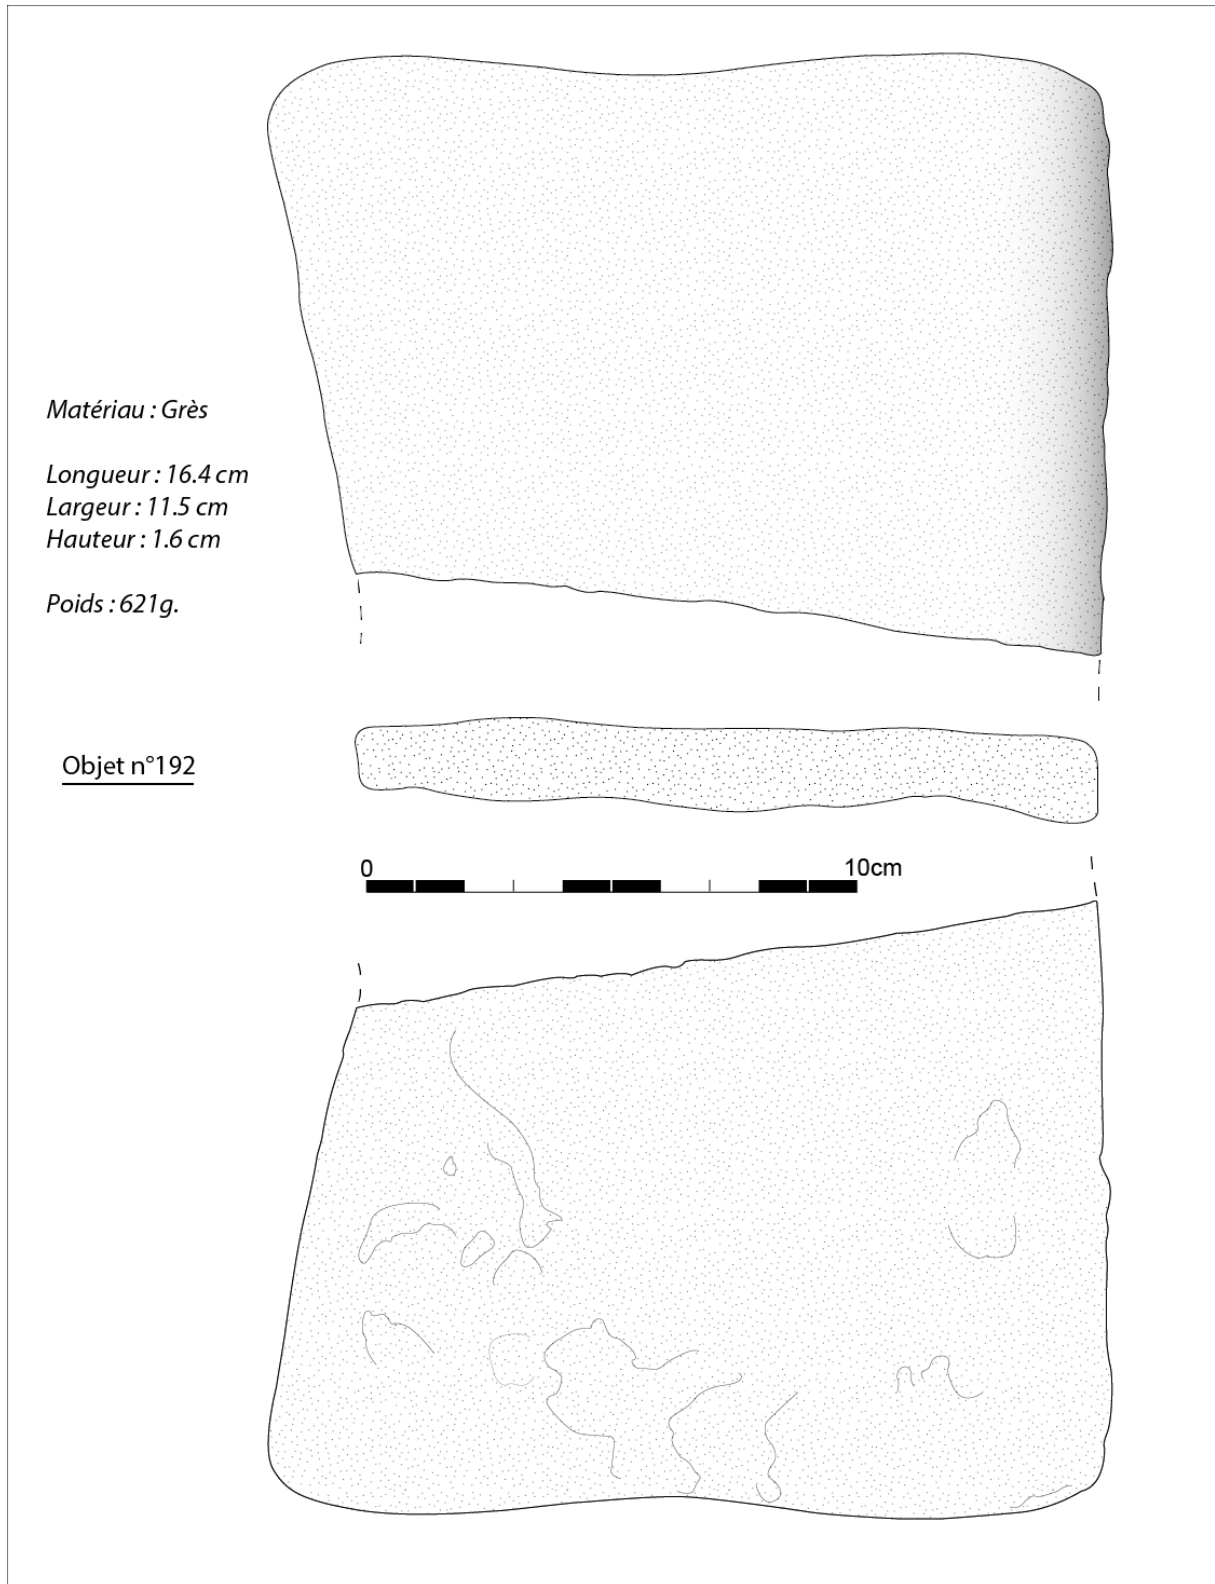 Matériau : Grès
Longueur : 16.4 cm
Largeur : 11.5 cm
Hauteur : 1.6 cm
Poids : 621g.
Objet n°192
0 10cm